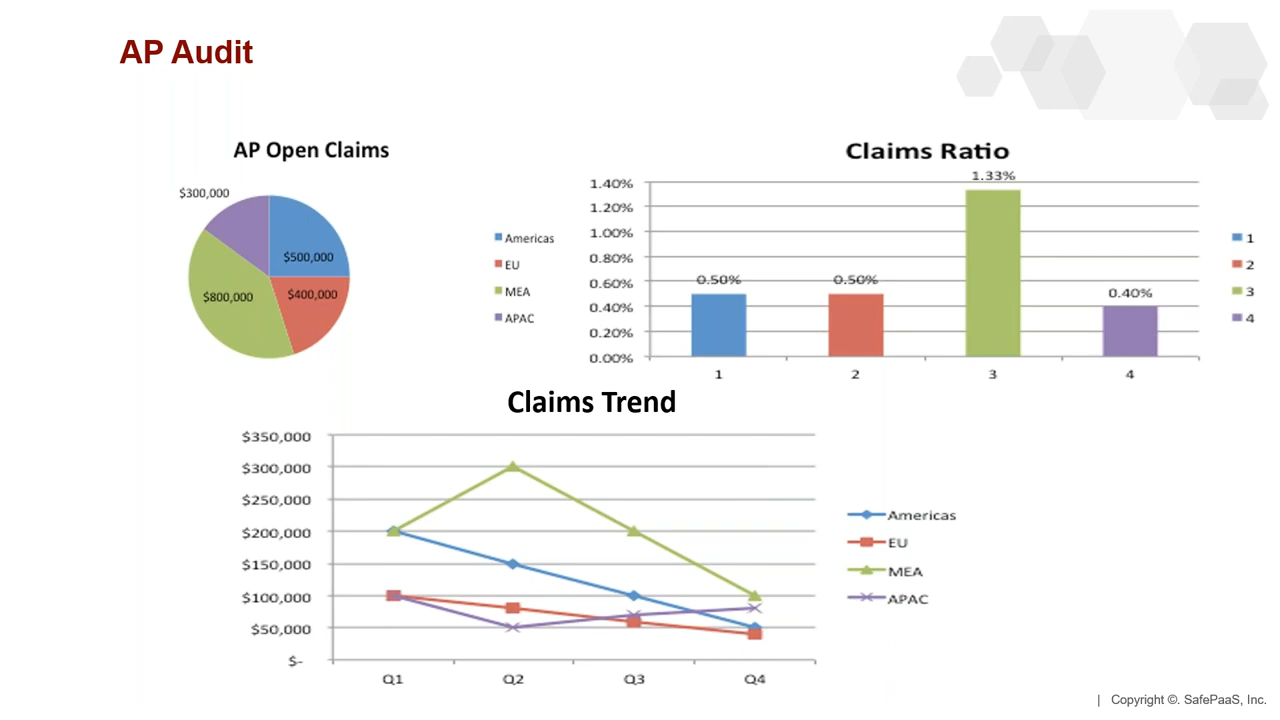 AP Audit
AP Open Claims
$300,000
$500,000
$800,000
$400,000
Americas
EU
MEA
APAC
Claims Ratio
1.40%
1.20%
1.00%
0.80%
0.60%
0.40%
0.20%
0.00%
0.50%
0.50%
1.33%
0.40%
1
2
3
4
1
2
3
4
Claims Trend
$350,000
$300,000
$250,000
$200,000
$150,000
$100,000
$50,000
$-
Q1
Q2
Q3
Q4
Americas
EU
MEA
APAC
| Copyright ©. SafePaaS, Inc.